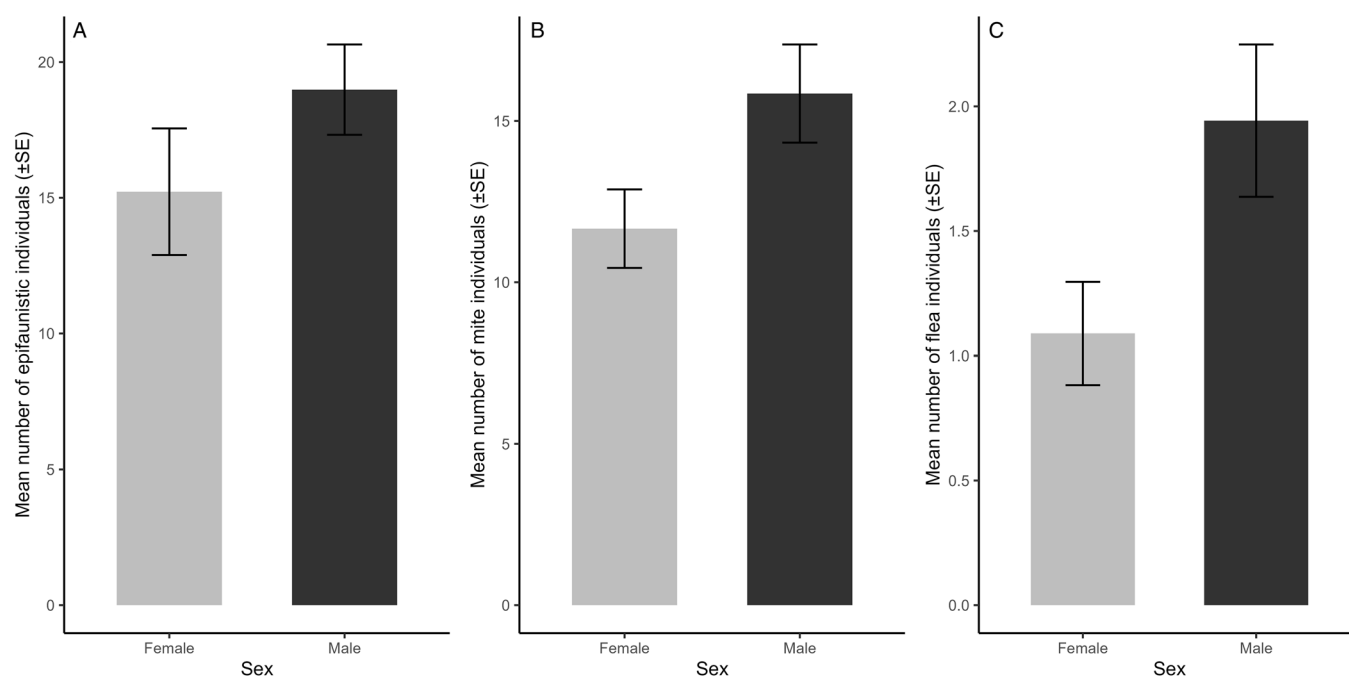 A
Mean number of epifaunistic individuals (±SE)
20
15
10
5
0
Female
Male
Sex
B
Mean number of mite individuals (±SE)
15
10
5
0
Female
Male
Sex
C
Mean number of flea individuals (±SE)
2.0
1.5
1.0
0.5
0.0
Female
Male
Sex